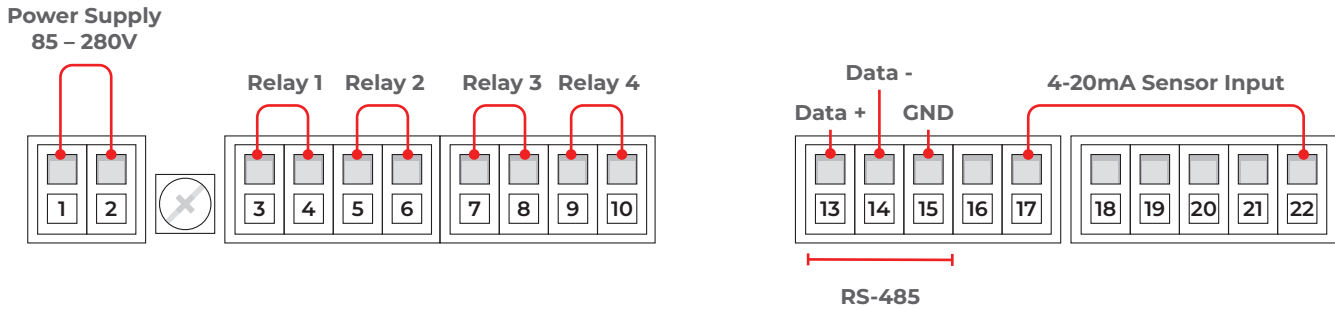 Power Supply
85 – 280V
Relay 1 Relay 2 Relay 3 Relay 4
Data -
4-20mA Sensor Input
Data + GND
1 2 3 4 5 6 7 8 9 10 13 14 15 16 17 18 19 20 21 22
RS-485